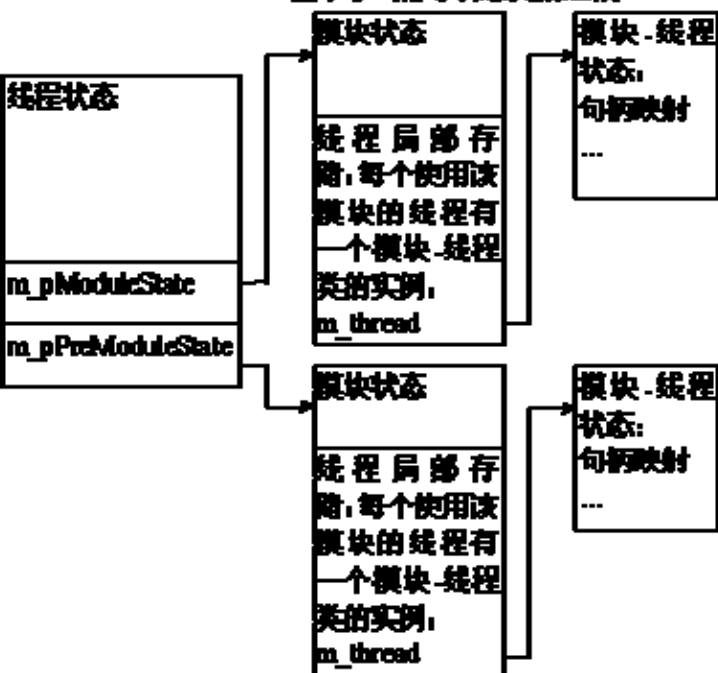 线程状态
m_pModuleState
m_pPreModuleState
模块状态
线程局部存
储,每个使用该
模块的线程有
一个模块-线程
类的实例,
m_thread
模块-线程
状态:
句柄映射
...
模块状态
线程局部存
储,每个使用该
模块的线程有
一个模块-线程
类的实例,
m_thread
模块-线程
状态:
句柄映射
...